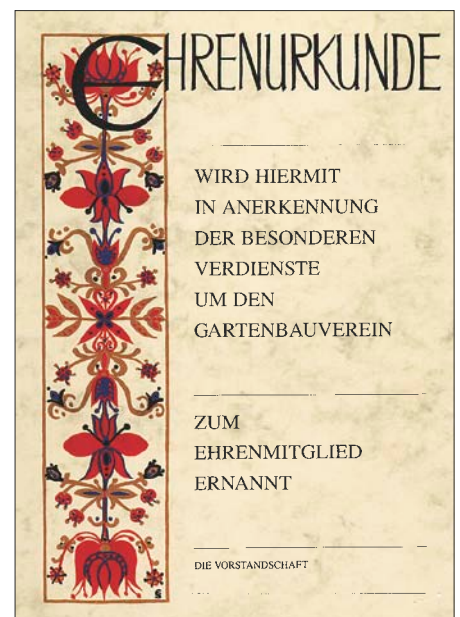 EHRENURKUNDE
WIRD HIERMIT
IN ANERKENNUNG
DER BESONDEREN
VERDIENSTE
UM DEN
GARTENBAUVEREIN
ZUM
EHRENMITGLIED
ERNANNT
DIE VORSTANDSCHAFT